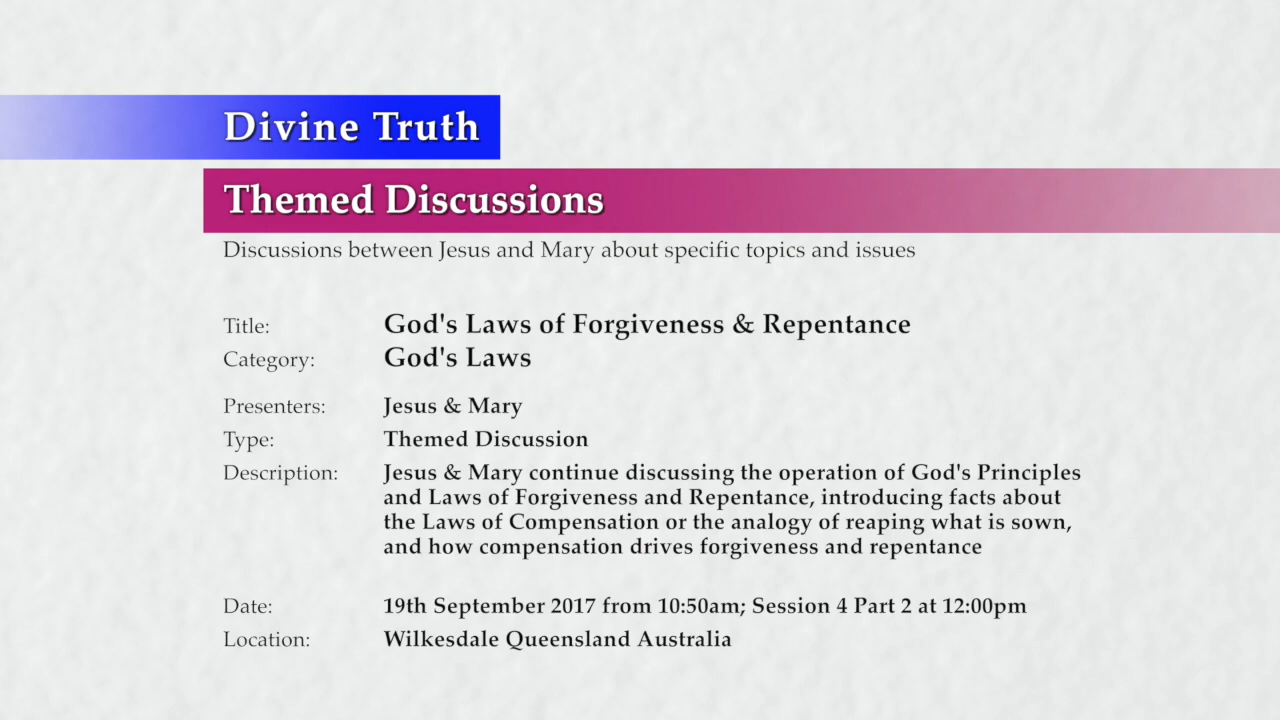 Divine Truth
Themed Discussions
Discussions between Jesus and Mary about specific topics and issues
Title: God's Laws of Forgiveness & Repentance
Category: God's Laws
Presenters: Jesus & Mary
Type: Themed Discussion
Description: Jesus & Mary continue discussing the operation of God's Principles
and Laws of Forgiveness and Repentance, introducing facts about
the Laws of Compensation or the analogy of reaping what is sown,
and how compensation drives forgiveness and repentance
Date: 19th September 2017 from 10:50am; Session 4 Part 2 at 12:00pm
Location: Wilkesdale Queensland Australia